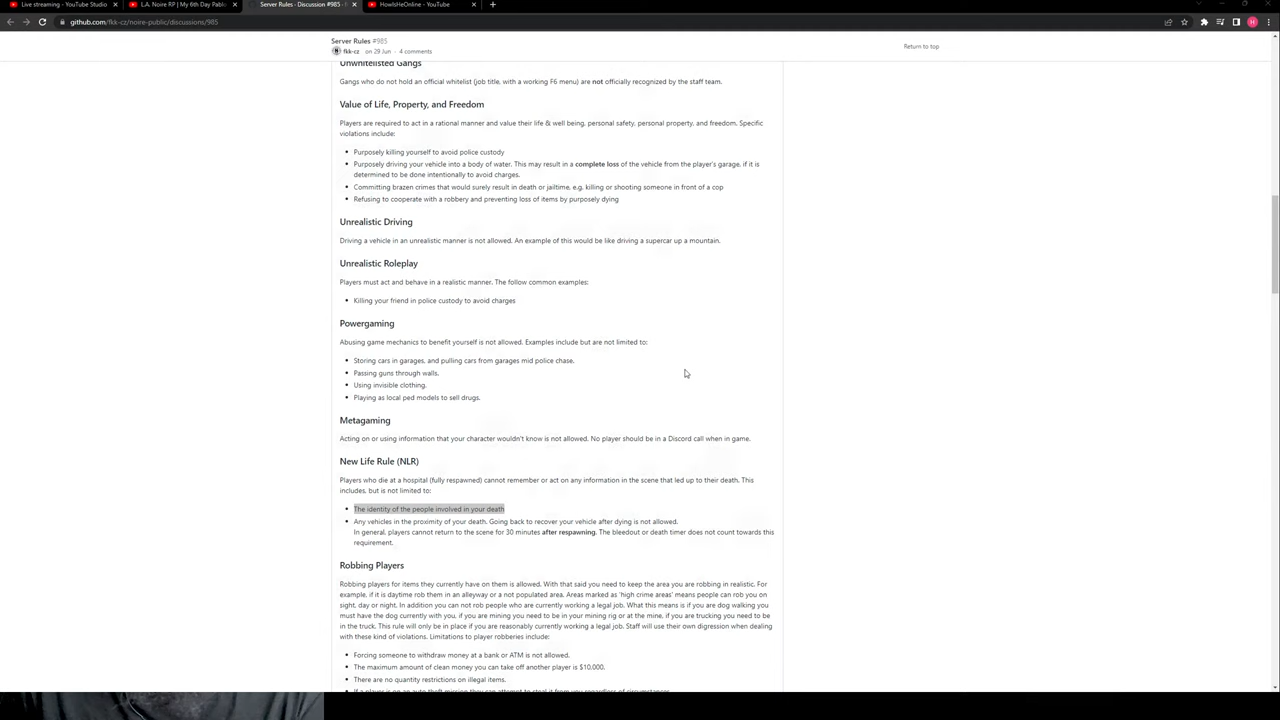 Live streaming - YouTube Studio
L.A. Noire RP | My 6th Day Pablo
Server Rules · Discussion #985 · f
HowIsHeOnline - YouTube
github.com/fkk-cz/noire-public/discussions/985
Server Rules #985
fkk-cz on 29 Jun · 4 comments
Return to top
Unwhitelisted Gangs
Gangs who do not hold an official whitelist (job title, with a working F6 menu) are not officially recognized by the staff team.
Value of Life, Property, and Freedom
Players are required to act in a rational manner and value their life & well being, personal safety, personal property, and freedom. Specific
violations include:
• Purposely killing yourself to avoid police custody
• Purposely driving your vehicle into a body of water. This may result in a complete loss of the vehicle from the player's garage, if it is
determined to be done intentionally to avoid charges.
• Committing brazen crimes that would surely result in death or jailtime, e.g. killing or shooting someone in front of a cop
• Refusing to cooperate with a robbery and preventing loss of items by purposely dying
Unrealistic Driving
Driving a vehicle in an unrealistic manner is not allowed. An example of this would be like driving a supercar up a mountain.
Unrealistic Roleplay
Players must act and behave in a realistic manner. The follow common examples:
• Killing your friend in police custody to avoid charges
Powergaming
Abusing game mechanics to benefit yourself is not allowed. Examples include but are not limited to:
• Storing cars in garages, and pulling cars from garages mid police chase.
• Passing guns through walls.
• Using invisible clothing.
• Playing as local ped models to sell drugs.
Metagaming
Acting on or using information that your character wouldn't know is not allowed. No player should be in a Discord call when in game.
New Life Rule (NLR)
Players who die at a hospital (fully respawned) cannot remember or act on any information in the scene that led up to their death. This
includes, but is not limited to:
• The identity of the people involved in your death
• Any vehicles in the proximity of your death. Going back to recover your vehicle after dying is not allowed.
In general, players cannot return to the scene for 30 minutes after respawning. The bleedout or death timer does not count towards this
requirement.
Robbing Players
Robbing players for items they currently have on them is allowed. With that said you need to keep the area you are robbing in realistic. For
example, if it is daytime rob them in an alleyway or a not populated area. Areas marked as 'high crime areas' means people can rob you on
sight, day or night. In addition you can not rob people who are currently working a legal job. What this means is if you are dog walking you
must have the dog currently with you, if you are mining you need to be in your mining rig or at the mine, if you are trucking you need to be
in the truck. This rule will only be in place if you are reasonably currently working a legal job. Staff will use their own digression when dealing
with these kind of violations. Limitations to player robberies include:
• Forcing someone to withdraw money at a bank or ATM is not allowed.
• The maximum amount of clean money you can take off another player is $10,000.
• There are no quantity restrictions on illegal items.
• If a player is on an auto theft mission they can attempt to steal it from you regardless of circumstances